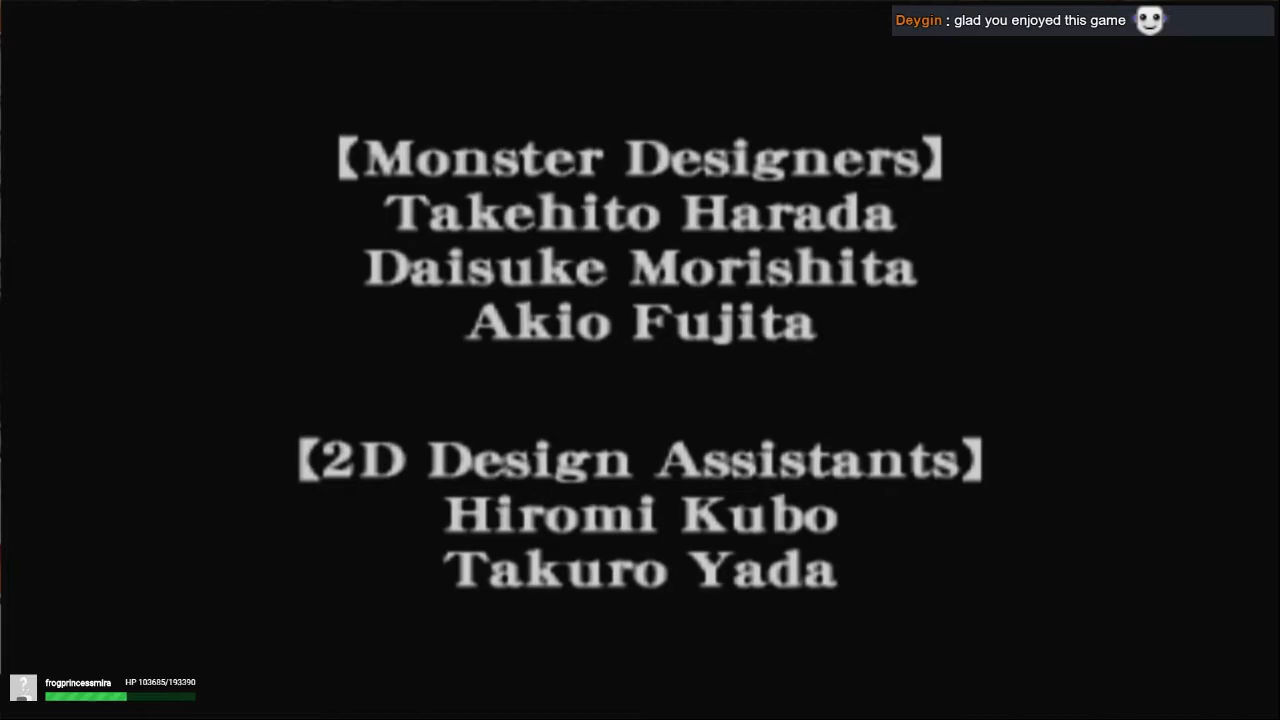 Deygin : glad you enjoyed this game
【Monster Designers】
Takehito Harada
Daisuke Morishita
Akio Fujita
【2D Design Assistants】
Hiromi Kubo
Takuro Yada
frogprincessmira HP 103685/193390